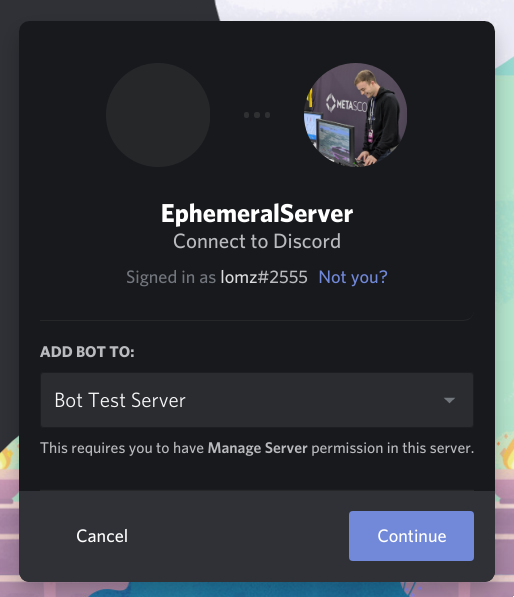 METASCO
EphemeralServer
Connect to Discord
Signed in as lomz#2555 Not you?
ADD BOT TO:
Bot Test Server
This requires you to have Manage Server permission in this server.
Cancel
Continue